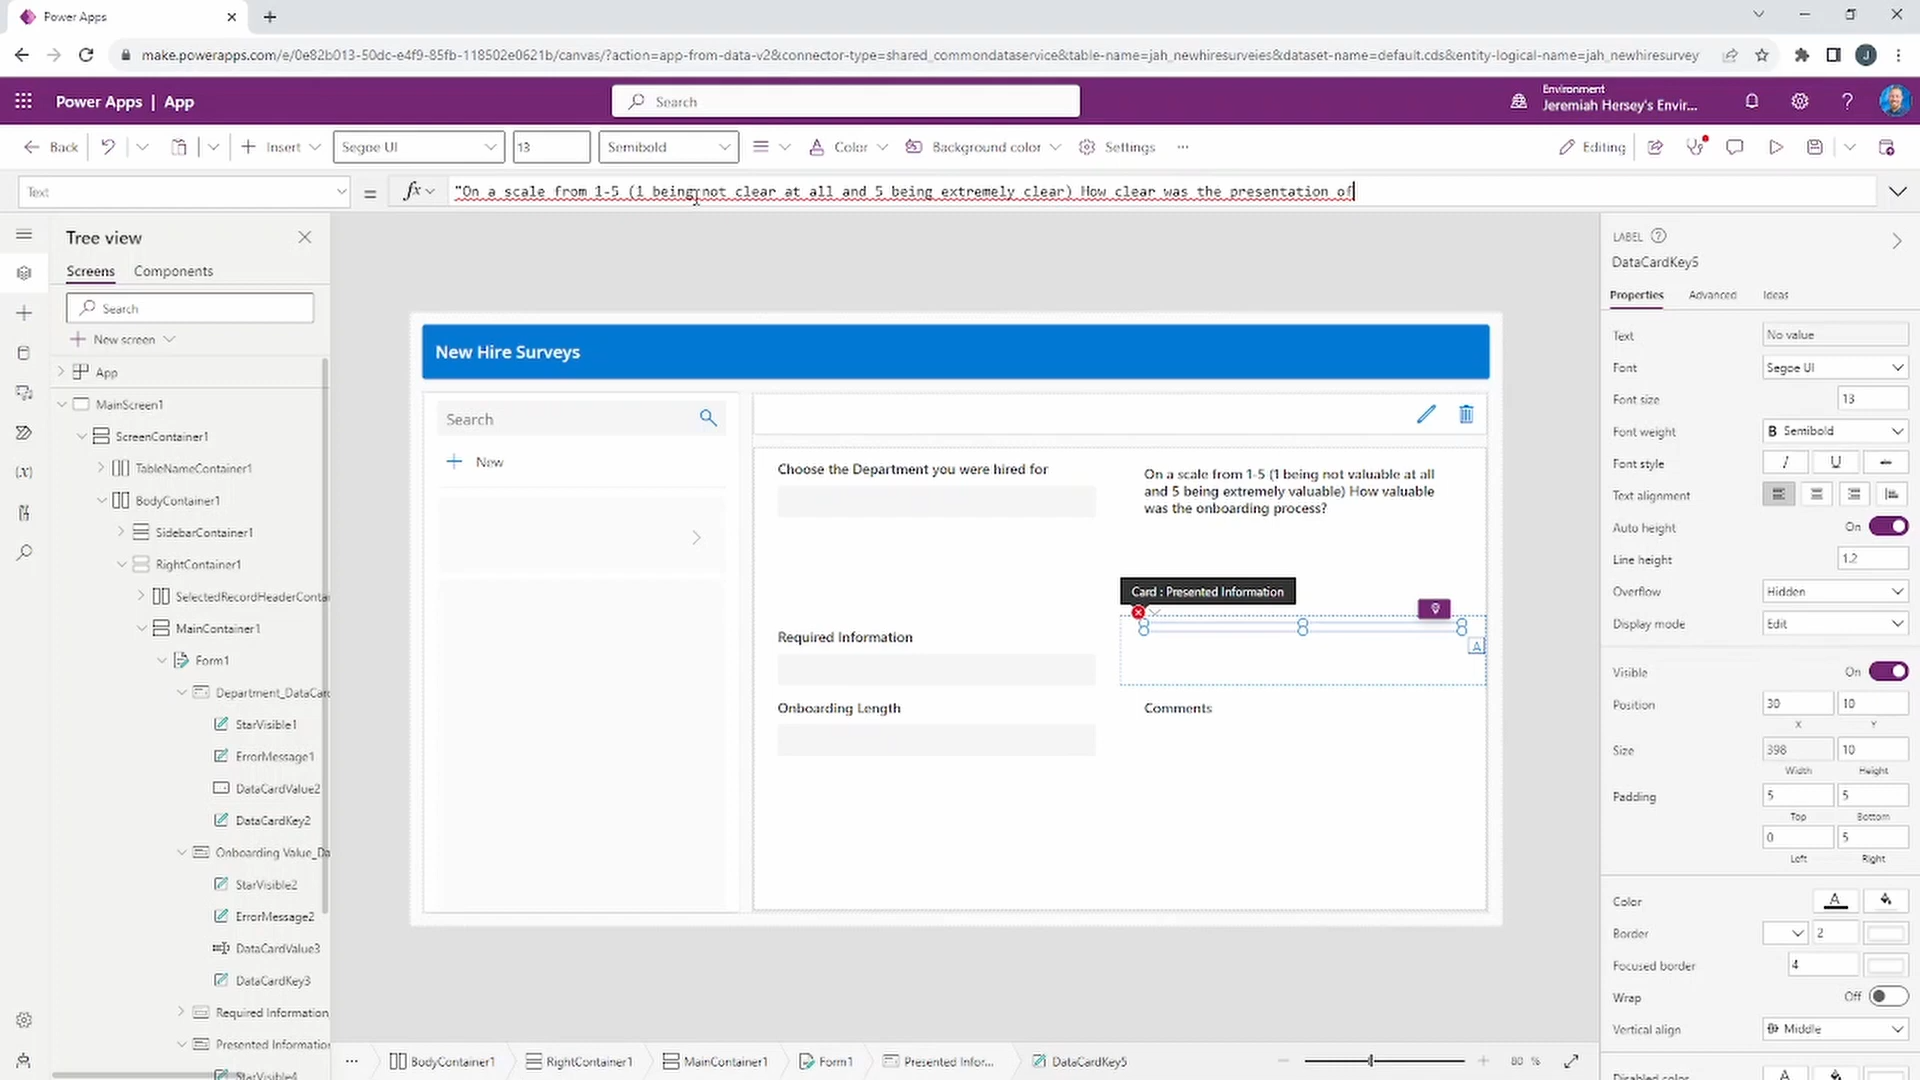 Power Apps
make.powerapps.com/e/0e82b013-50dc-e4f9-85fb-118502e0621b/canvas/?action=app-from-data-v2&connector-type=shared_commondataservice&table-name=jah_newhiresurveies&dataset-name=default.cds&entity-logical-name=jah_newhiresurvey
J
Power Apps | App
Search
Environment
Jeremiah Hersey's Envir...
Back
Insert
Segoe UI
13
Semibold
Color
Background color
Settings
Editing
Text
=
fx
"On a scale from 1-5 (1 being not clear at all and 5 being extremely clear) How clear was the presentation of
Tree view
Screens
Components
Search
New screen
App
MainScreen1
ScreenContainer1
TableNameContainer1
BodyContainer1
SidebarContainer1
RightContainer1
SelectedRecordHeaderConta
MainContainer1
Form1
Department_DataCar
StarVisible1
ErrorMessage1
DataCardValue2
DataCardKey2
Onboarding Value_Da
StarVisible2
ErrorMessage2
DataCardValue3
DataCardKey3
Required Information_
Presented Information
StarVisible4
New Hire Surveys
Search
New
Choose the Department you were hired for
On a scale from 1-5 (1 being not valuable at all
and 5 being extremely valuable) How valuable
was the onboarding process?
Card : Presented Information
Required Information
Onboarding Length
Comments
LABEL
DataCardKey5
Properties
Advanced
Ideas
Text
No value
Font
Segoe UI
Font size
13
Font weight
B Semibold
Font style
Text alignment
Auto height
On
Line height
1.2
Overflow
Hidden
Display mode
Edit
Visible
On
Position
30
10
X
Y
Size
398
10
Width
Height
Padding
5
5
Top
Bottom
0
5
Left
Right
Color
Border
2
Focused border
4
Wrap
Off
Vertical align
Middle
Disabled color
BodyContainer1
RightContainer1
MainContainer1
Form1
Presented Infor...
DataCardKey5
80 %